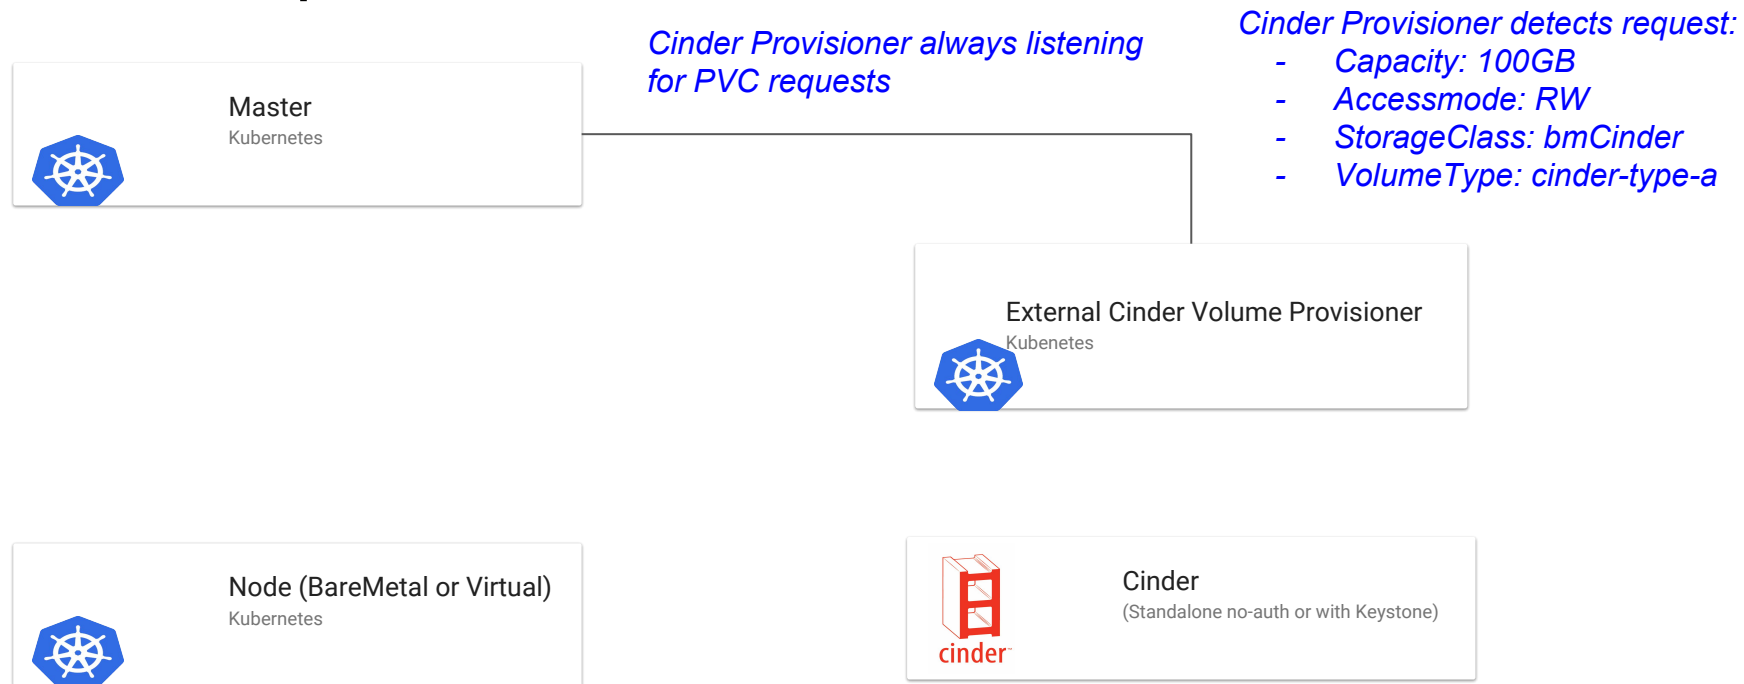 Cinder Provisioner always listening
for PVC requests
Cinder Provisioner detects request:
- Capacity: 100GB
- Accessmode: RW
- StorageClass: bmCinder
- VolumeType: cinder-type-a
Master
Kubernetes
External Cinder Volume Provisioner
Kubenetes
Node (BareMetal or Virtual)
Kubernetes
Cinder
(Standalone no-auth or with Keystone)
cinder™